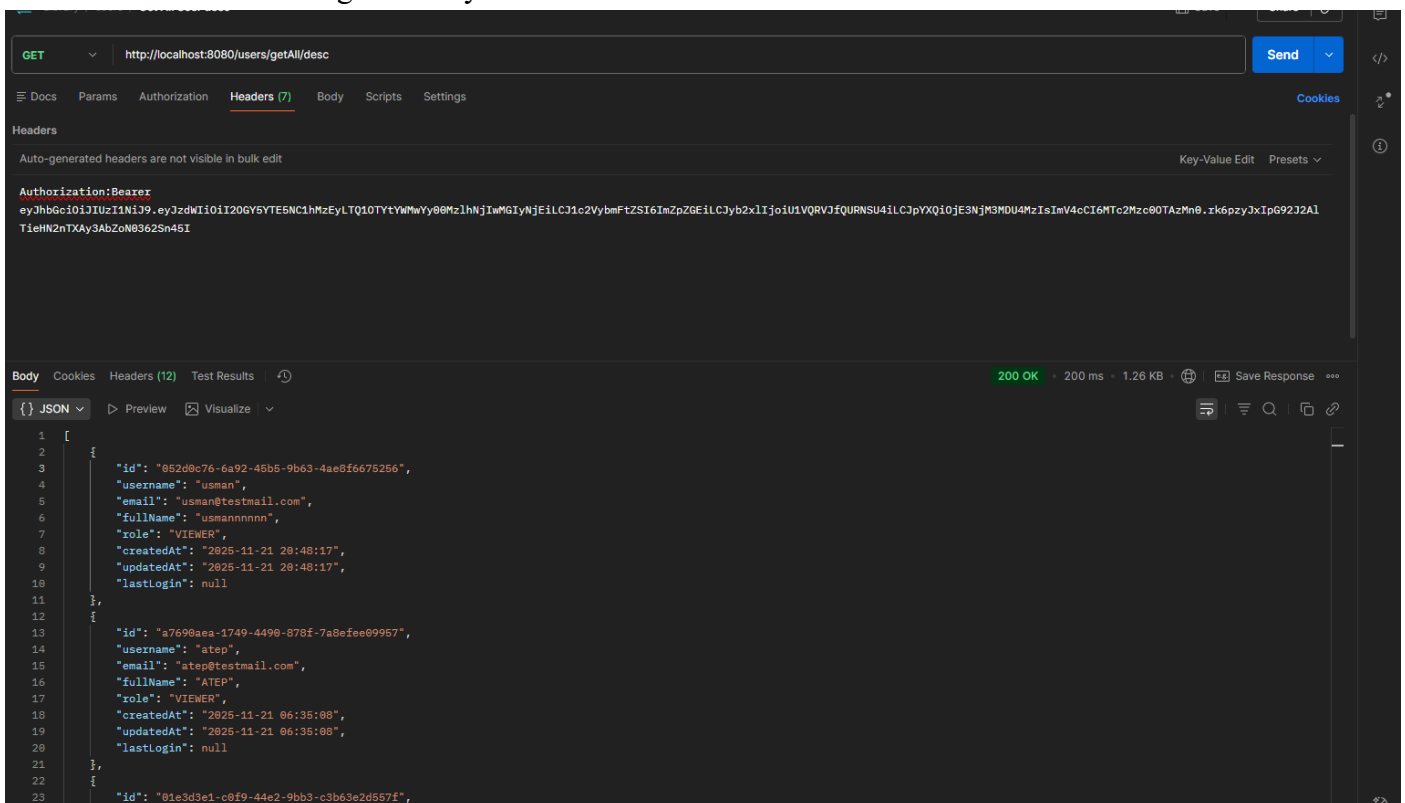 GET http://localhost:8080/users/getAll/desc Send
Docs Params Authorization Headers (7) Body Scripts Settings Cookies
Headers
Auto-generated headers are not visible in bulk edit Key-Value Edit Presets
Authorization:Bearer
Body Cookies Headers (12) Test Results 200 OK • 200 ms • 1.26 KB • e.g. Save Response
{} JSON Preview Visualize
1 [
2 {
3 "id": "052d0c76-6a92-45b5-9b63-4ae8f6675256",
4 "username": "usman",
5 "email": "usman@testmail.com",
6 "fullName": "usmannnnnn",
7 "role": "VIEWER",
8 "createdAt": "2025-11-21 20:48:17",
9 "updatedAt": "2025-11-21 20:48:17",
10 "lastLogin": null
11 },
12 {
13 "id": "a7690aea-1749-4490-878f-7a8efee09957",
14 "username": "atep",
15 "email": "atep@testmail.com",
16 "fullName": "ATEP",
17 "role": "VIEWER",
18 "createdAt": "2025-11-21 06:35:08",
19 "updatedAt": "2025-11-21 06:35:08",
20 "lastLogin": null
21 },
22 {
23 "id": "01e3d3e1-c0f9-44e2-9bb3-c3b63e2d557f",